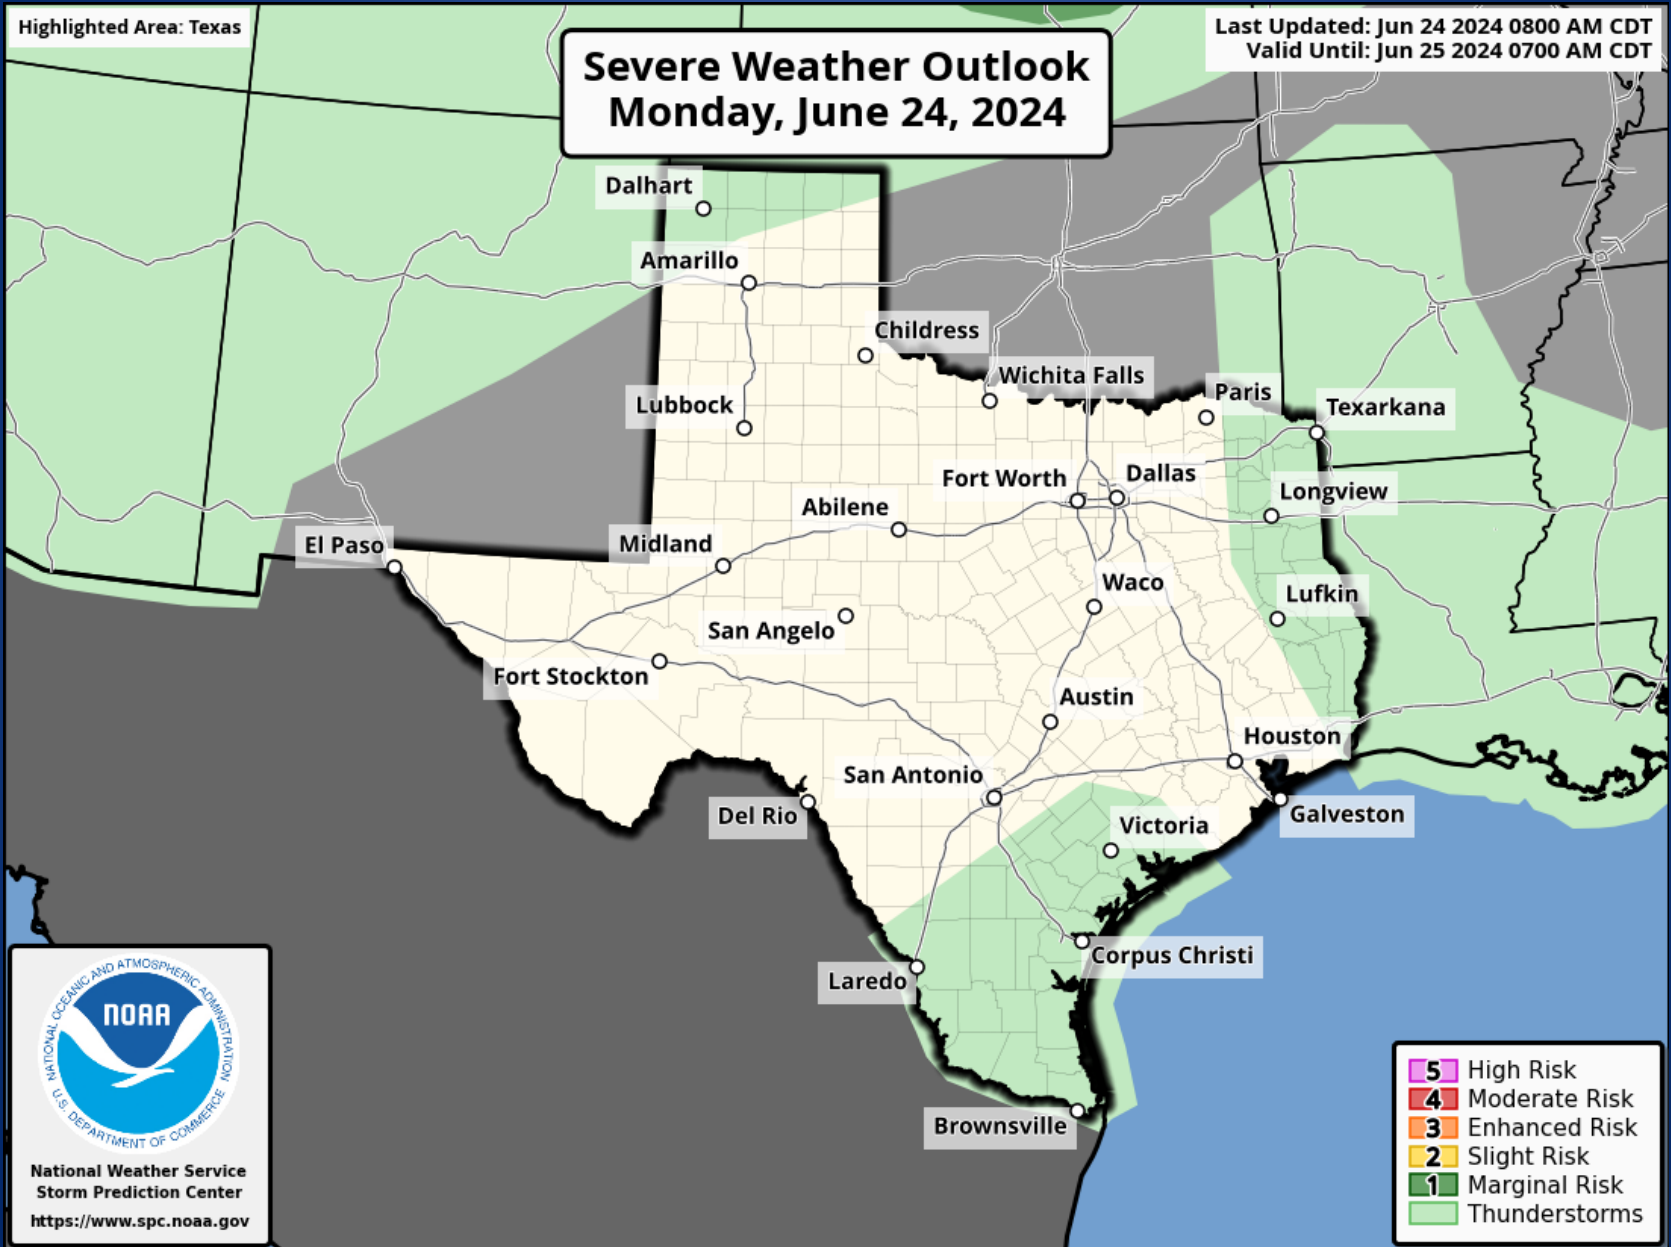 Highlighted Area: Texas
Last Updated: Jun 24 2024 0800 AM CDT
Valid Until: Jun 25 2024 0700 AM CDT
Severe Weather Outlook
Monday, June 24, 2024
Dalhart
Amarillo
Childress
Wichita Falls
Paris
Texarkana
Lubbock
Fort Worth
Dallas
Longview
Abilene
Midland
El Paso
Waco
Lufkin
San Angelo
Fort Stockton
Austin
Houston
San Antonio
Del Rio
Galveston
Victoria
Corpus Christi
Laredo
Brownsville
NATIONAL OCEANIC AND ATMOSPHERIC ADMINISTRATION
NOAA
U.S. DEPARTMENT OF COMMERCE
National Weather Service
Storm Prediction Center
https://www.spc.noaa.gov
5 High Risk
4 Moderate Risk
3 Enhanced Risk
2 Slight Risk
1 Marginal Risk
Thunderstorms